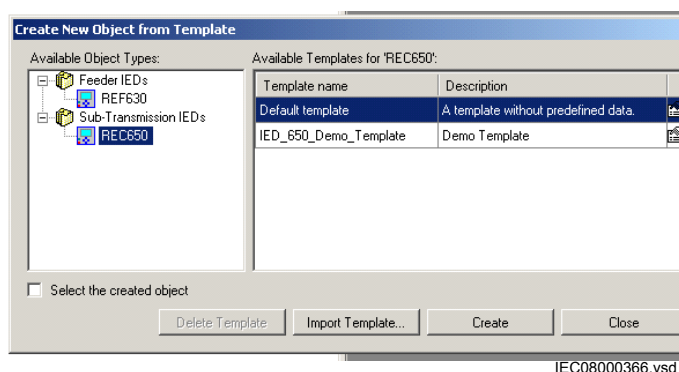 Create New Object from Template
Available Object Types:
Available Templates for 'REC650':
Feeder IEDs
REF630
Sub-Transmission IEDs
REC650
Template name Description
Default template A template without predefined data.
IED_650_Demo_Template Demo Template
Select the created object
Delete Template Import Template... Create Close
IEC08000366.vsd